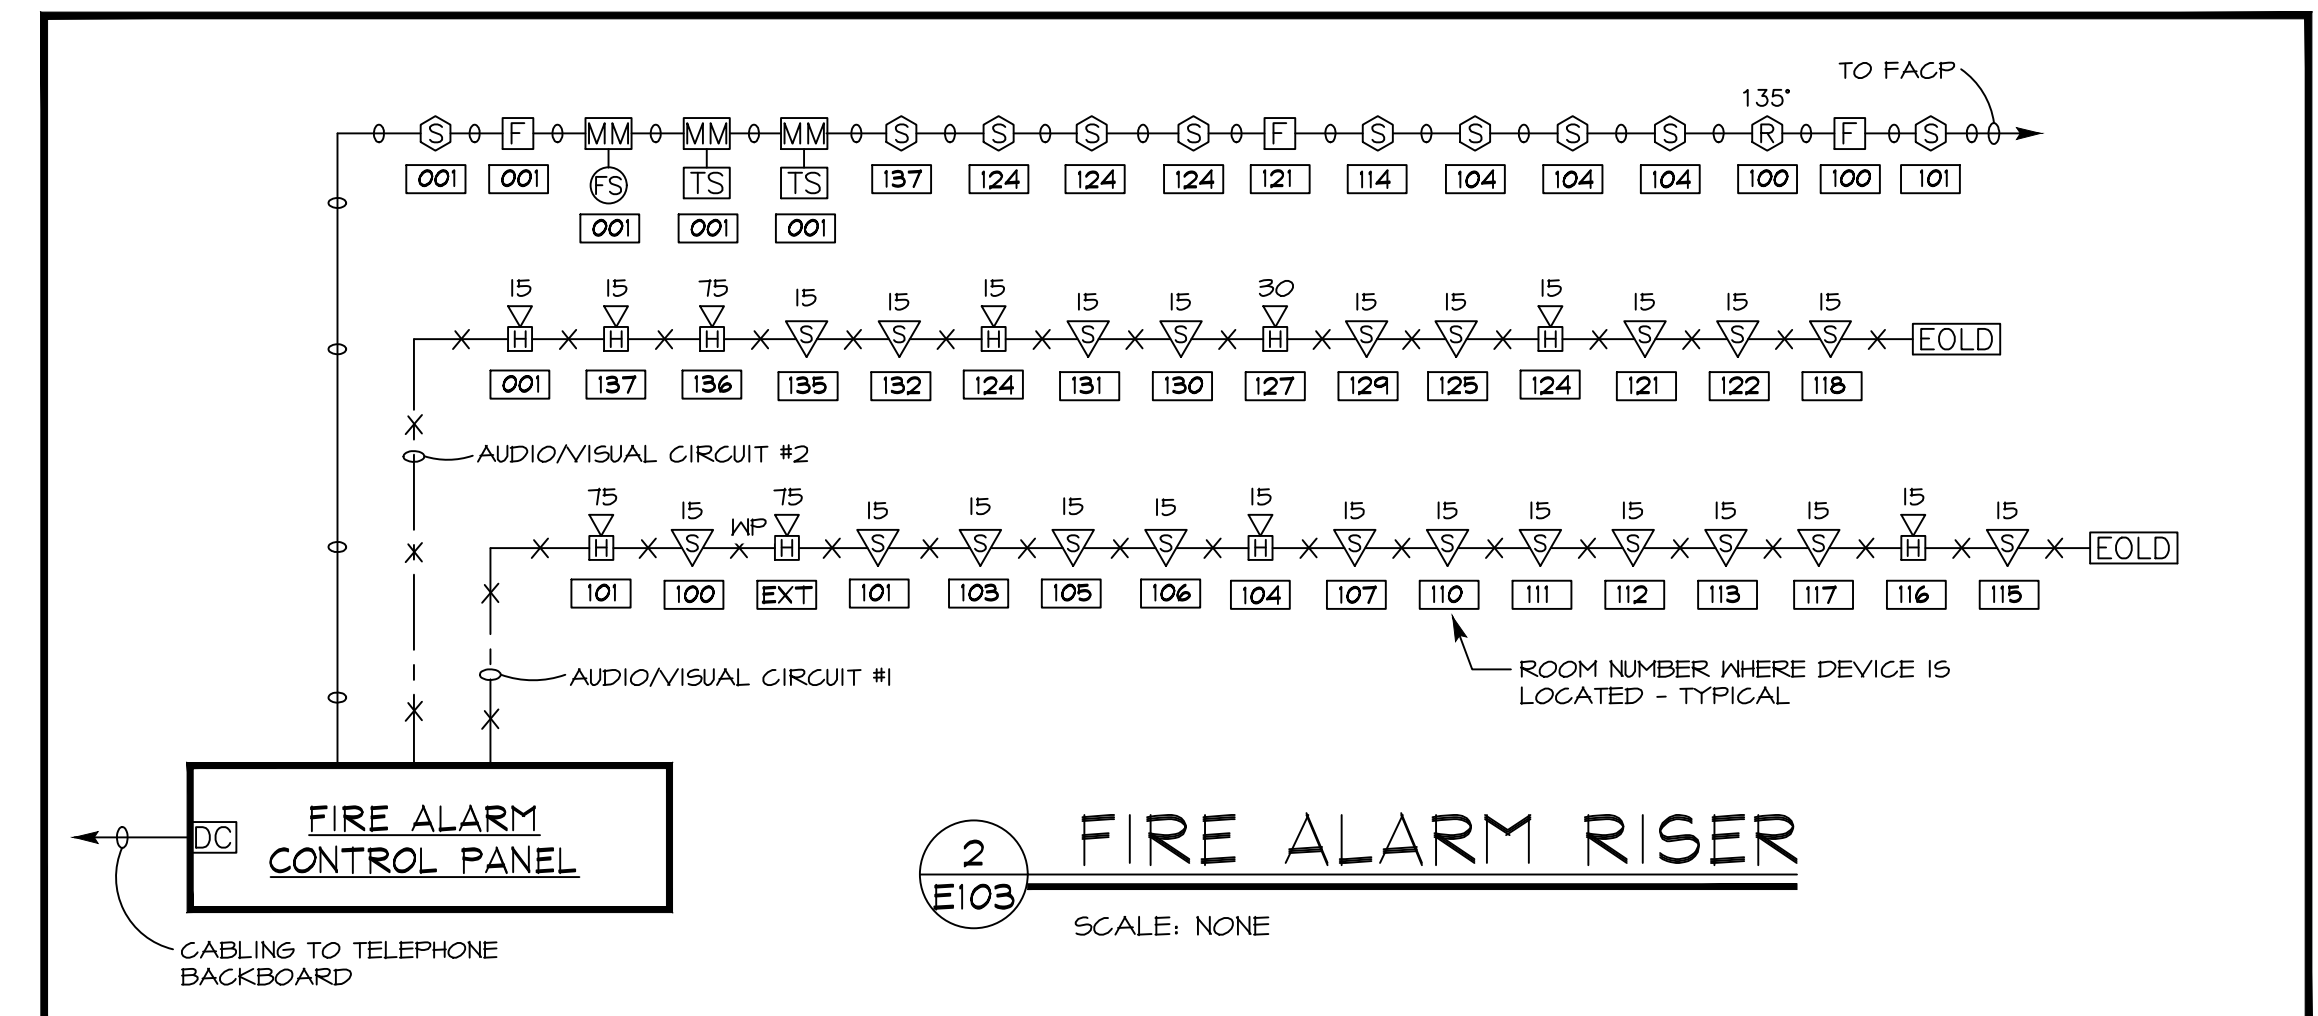 TO FACP
135°
S F MM MM MM S S S S F S S S S R F S
001 001 FS TS TS 137 124 124 124 121 114 104 104 104 100 100 101
001 001 001
15 15 75 15 15 15 15 15 30 15 15 15 15 15 15
H H H S S H S S H S S H S S S EOLD
001 137 136 135 132 124 131 130 127 129 125 124 121 122 118
AUDIO/VISUAL CIRCUIT #2
75 15 75 15 15 15 15 15 15 15 15 15 15 15 15 15
WP
H S H S S S S H S S S S S S H S EOLD
101 100 EXT 101 103 105 106 104 107 110 111 112 113 117 116 115
AUDIO/VISUAL CIRCUIT #1
ROOM NUMBER WHERE DEVICE IS
LOCATED - TYPICAL
DC
FIRE ALARM
CONTROL PANEL
CABLING TO TELEPHONE
BACKBOARD
2
E103
FIRE ALARM RISER
SCALE: NONE